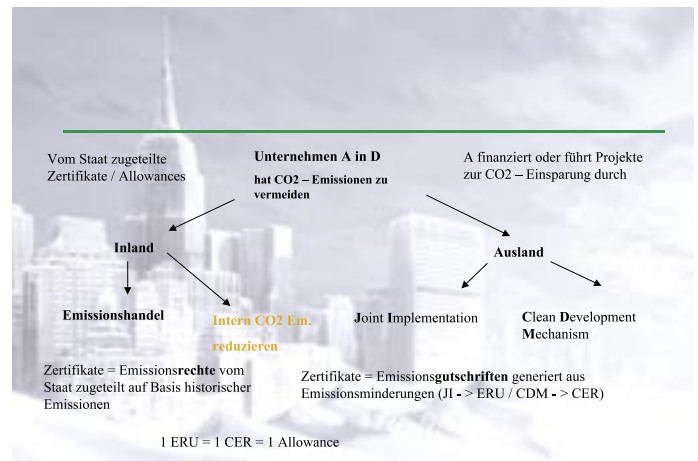 Vom Staat zugeteilte
Zertifikate / Allowances
Unternehmen A in D
hat CO2 – Emissionen zu
vermeiden
A finanziert oder führt Projekte
zur CO2 – Einsparung durch
Inland
Ausland
Emissionshandel
Intern CO2 Em.
reduzieren
Joint Implementation
Clean Development
Mechanism
Zertifikate = Emissionsrechte vom
Staat zugeteilt auf Basis historischer
Emissionen
Zertifikate = Emissionsgutschriften generiert aus
Emissionsminderungen (JI - > ERU / CDM - > CER)
1 ERU = 1 CER = 1 Allowance